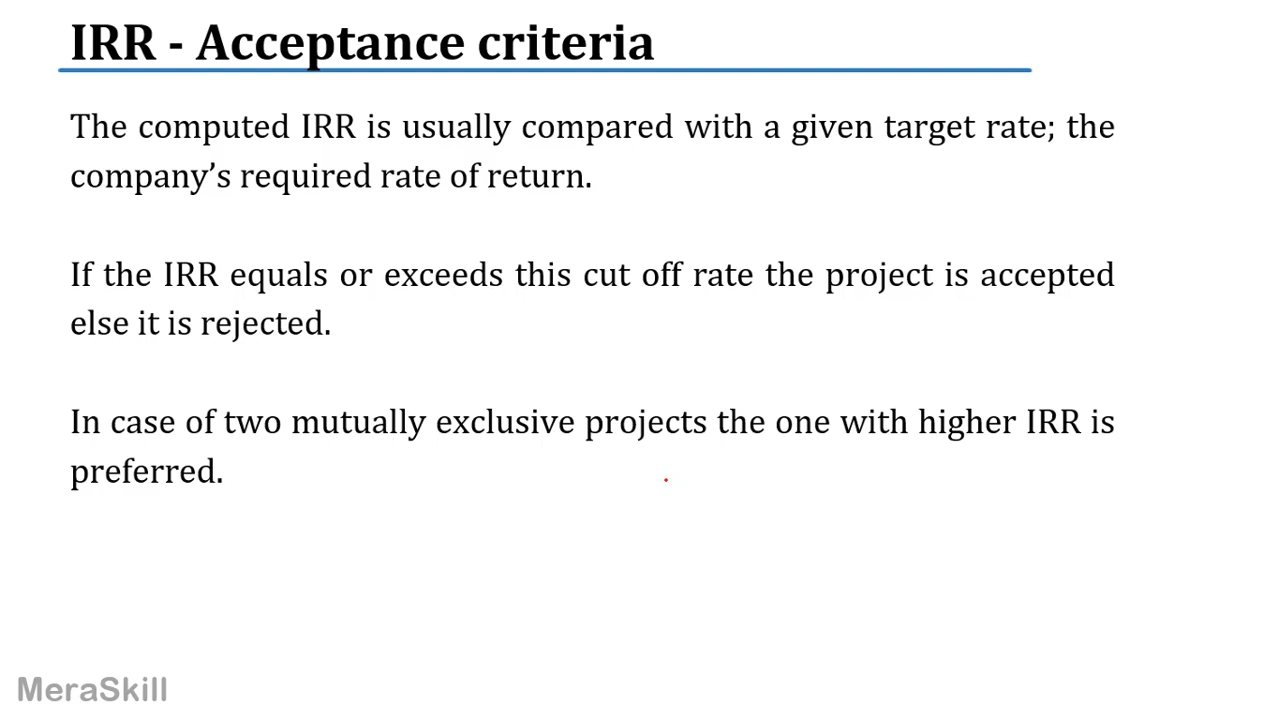 IRR - Acceptance criteria
The computed IRR is usually compared with a given target rate; the
company’s required rate of return.
If the IRR equals or exceeds this cut off rate the project is accepted
else it is rejected.
In case of two mutually exclusive projects the one with higher IRR is
preferred.
MeraSkill